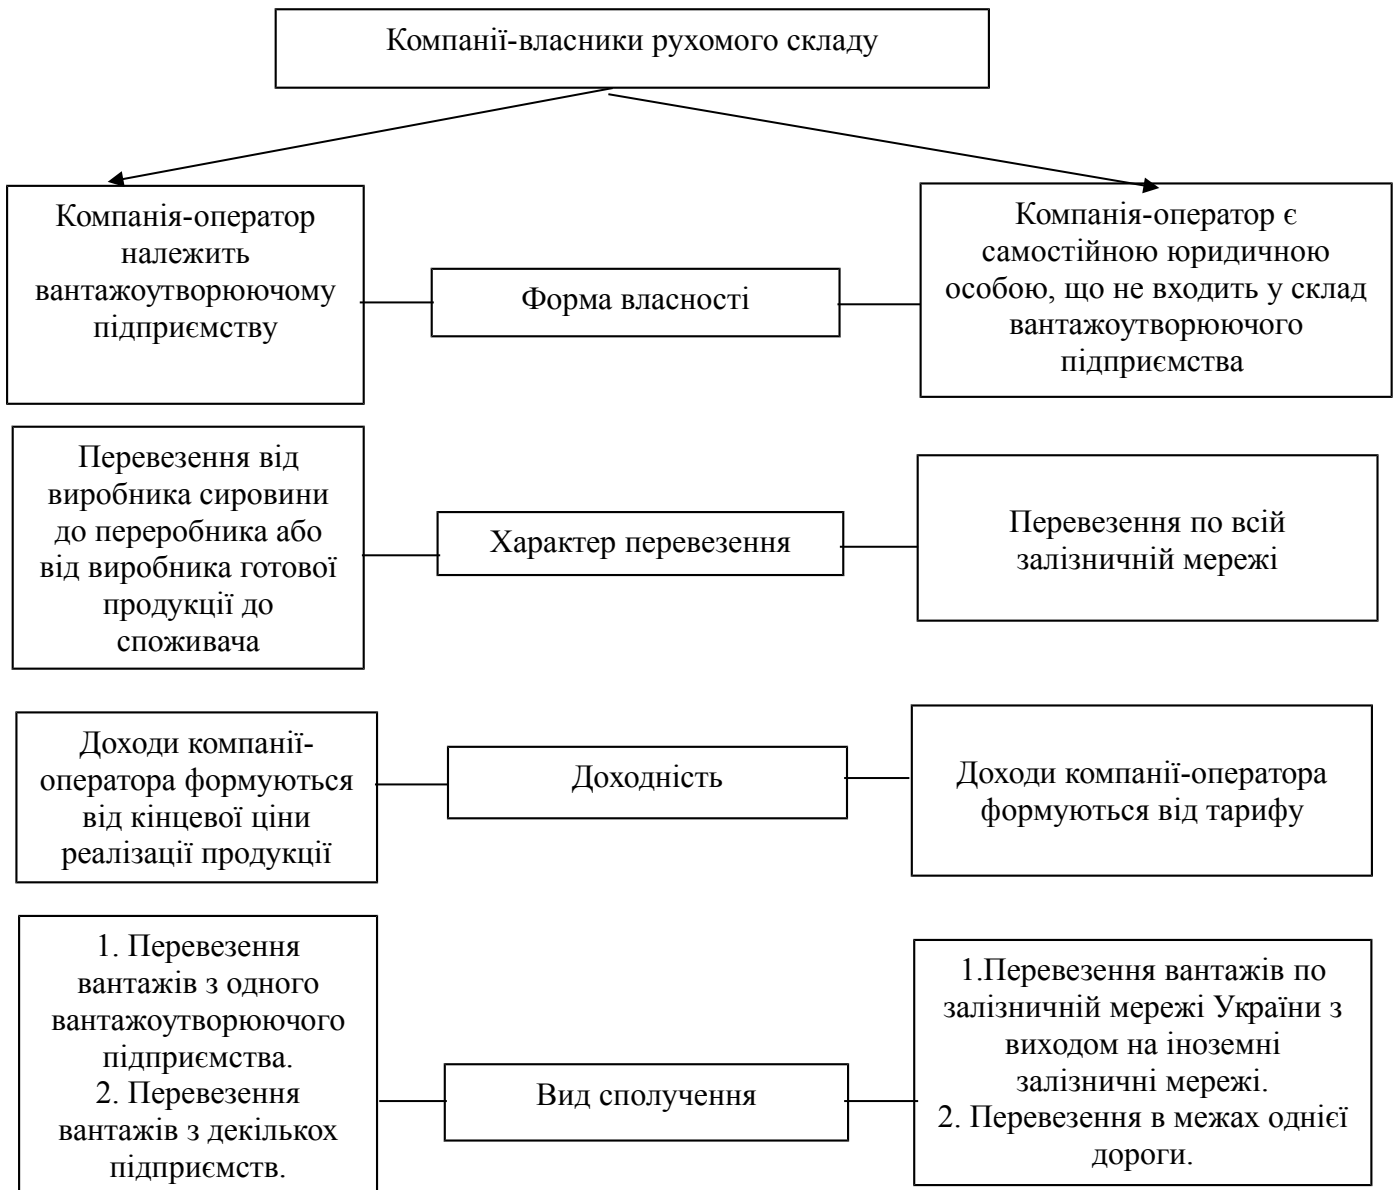 Компанії-власники рухомого складу
Компанія-оператор
належить
вантажоутворюючому
підприємству
Форма власності
Компанія-оператор є
самостійною юридичною
особою, що не входить у склад
вантажоутворюючого
підприємства
Перевезення від
виробника сировини
до переробника або
від виробника готової
продукції до
споживача
Характер перевезення
Перевезення по всій
залізничній мережі
Доходи компанії-
оператора формуються
від кінцевої ціни
реалізації продукції
Доходність
Доходи компанії-оператора
формуються від тарифу
1. Перевезення
вантажів з одного
вантажоутворюючого
підприємства.
2. Перевезення
вантажів з декількох
підприємств.
Вид сполучення
1.Перевезення вантажів по
залізничній мережі України з
виходом на іноземні
залізничні мережі.
2. Перевезення в межах однієї
дороги.